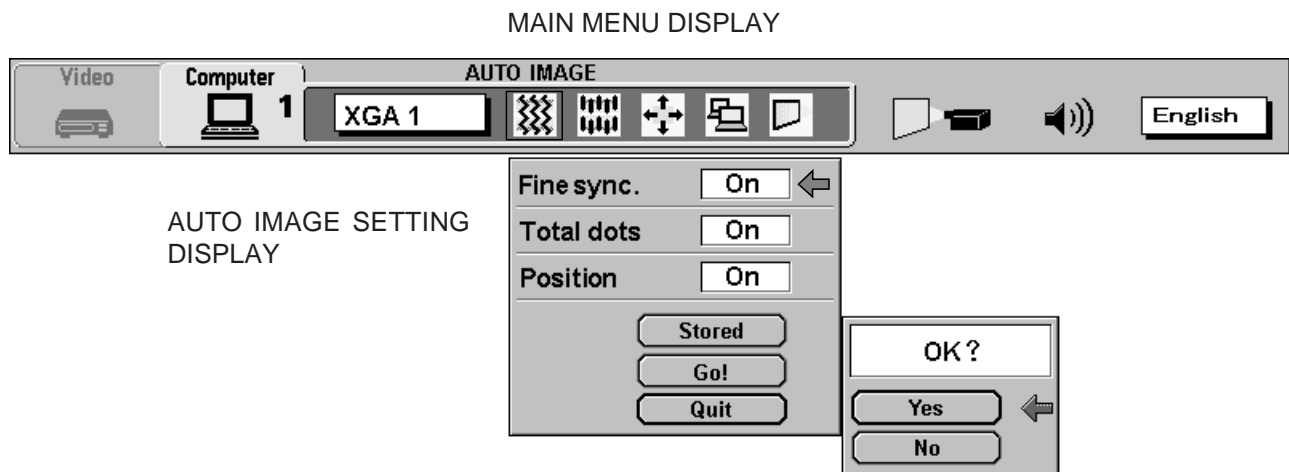 MAIN MENU DISPLAY
Video
Computer
AUTO IMAGE
1
XGA 1
English
AUTO IMAGE SETTING
DISPLAY
Fine sync. On
Total dots On
Position On
Stored
Go!
Quit
OK?
Yes
No